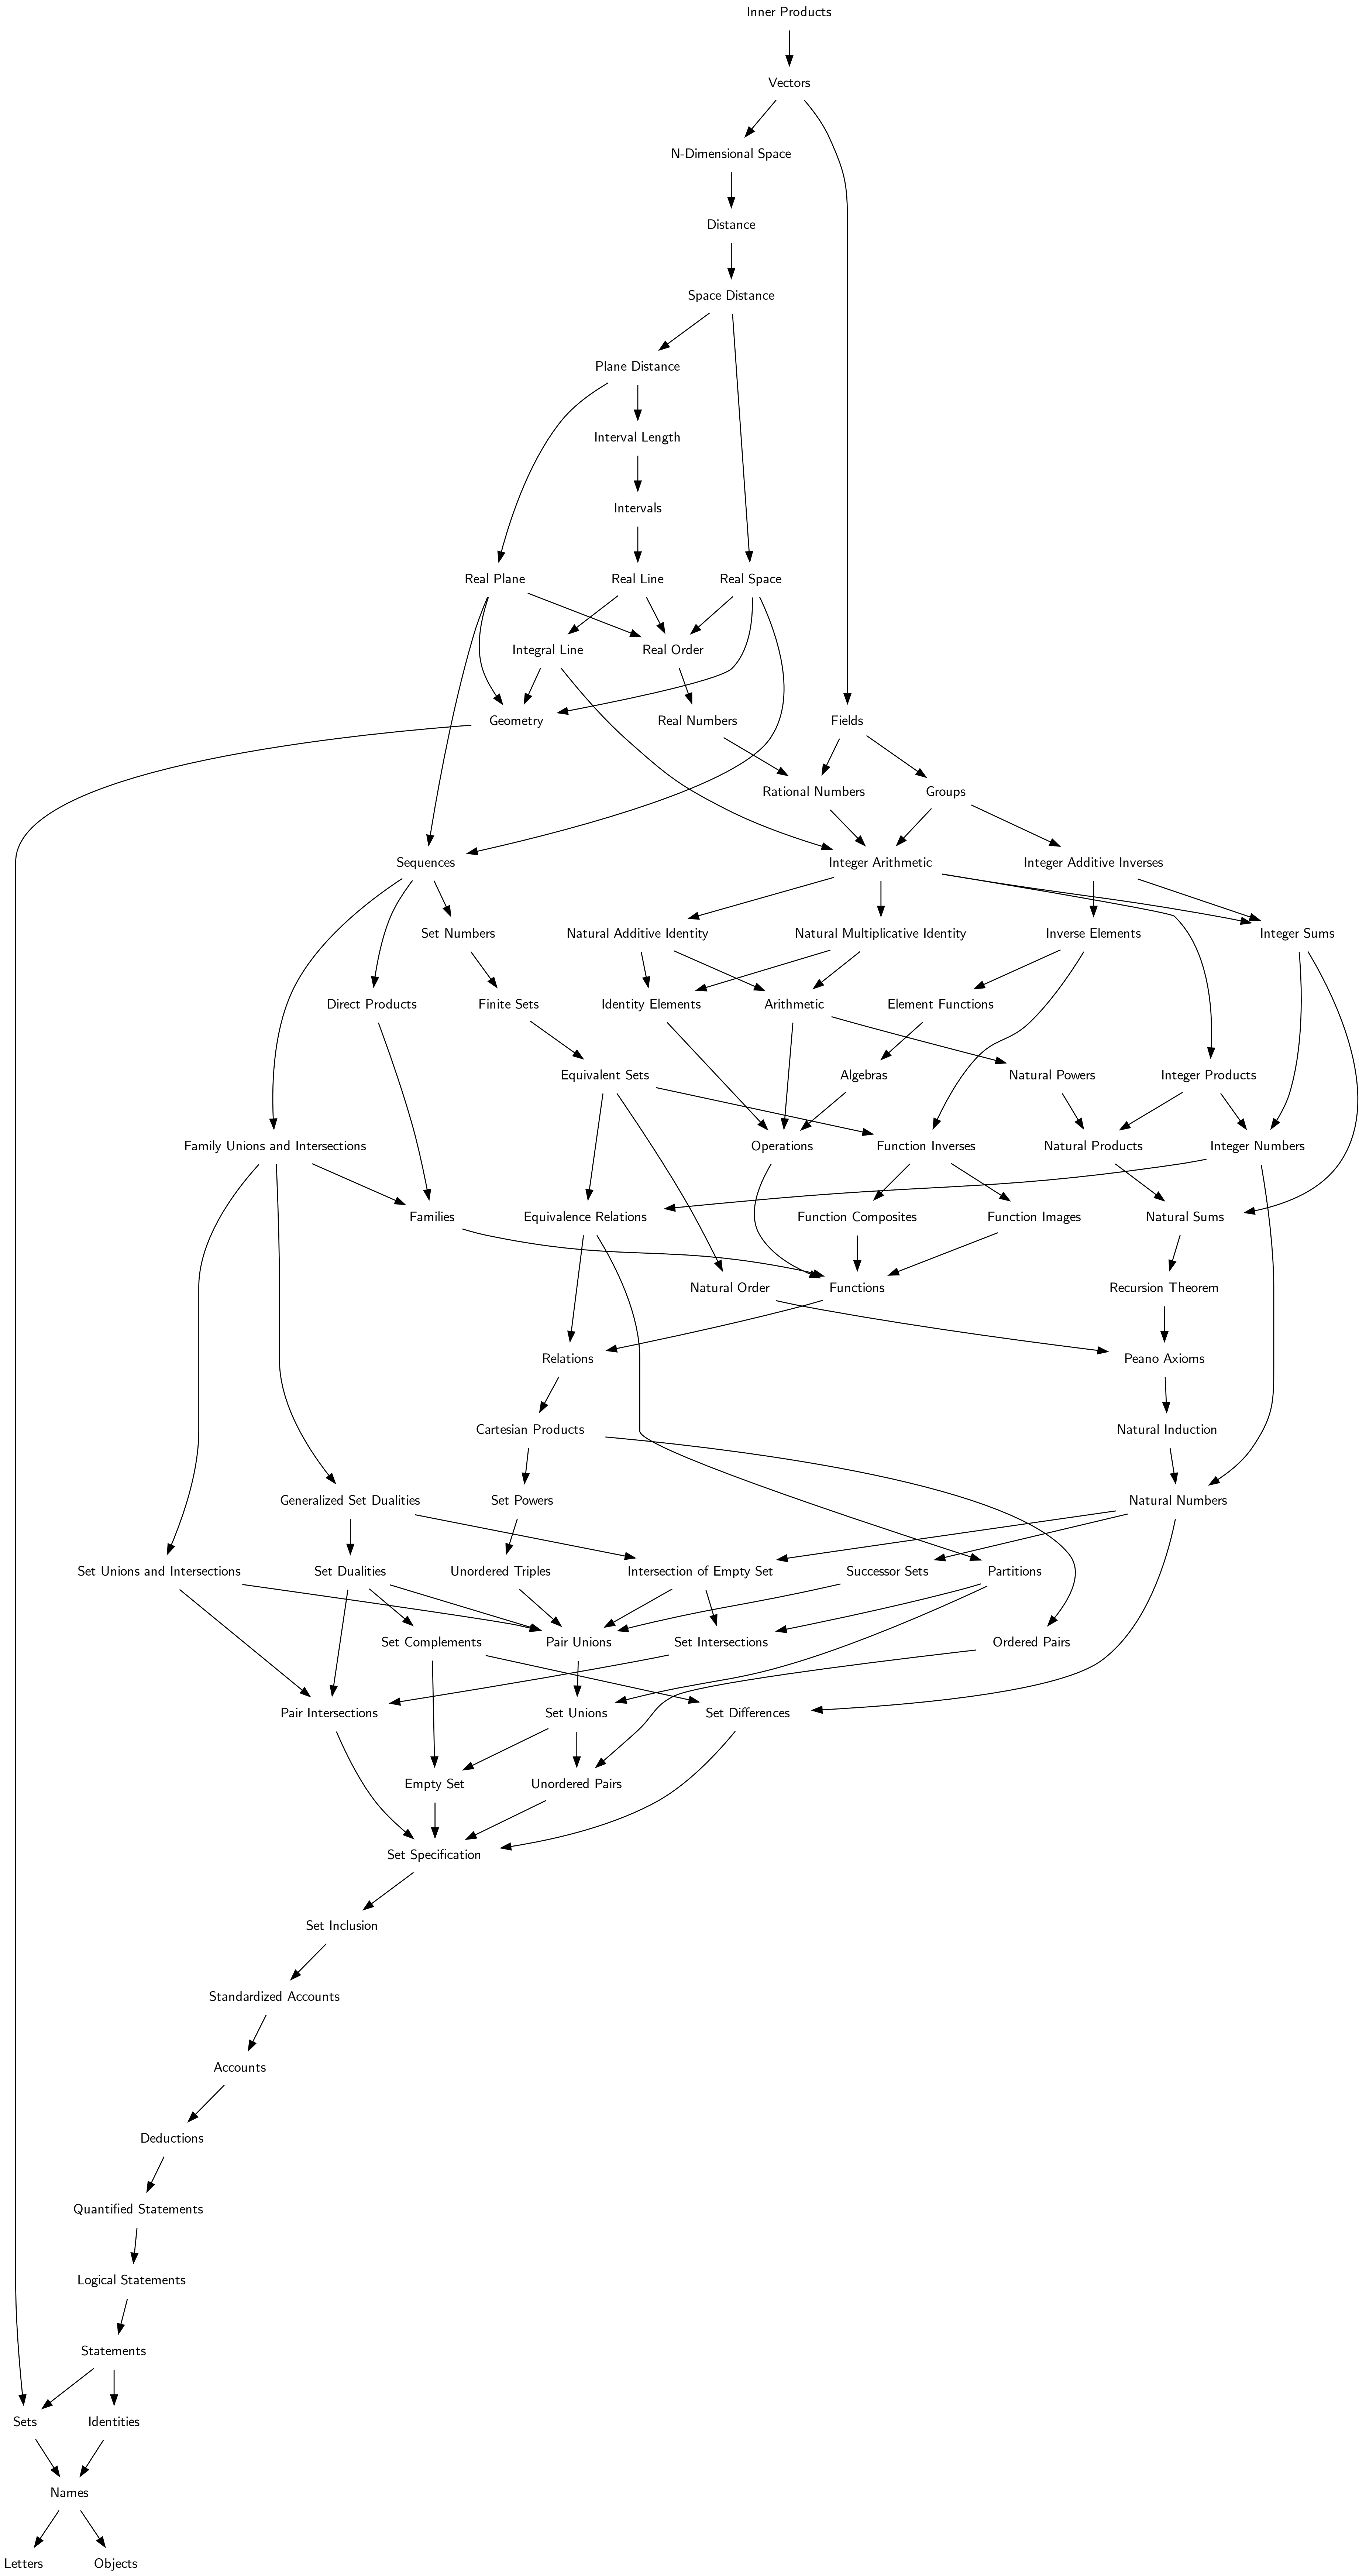 Inner Products
Vectors
N-Dimensional Space
Distance
Space Distance
Plane Distance
Interval Length
Intervals
Real Plane
Real Line
Real Space
Integral Line
Real Order
Geometry
Real Numbers
Fields
Rational Numbers
Groups
Sequences
Integer Arithmetic
Integer Additive Inverses
Set Numbers
Natural Additive Identity
Natural Multiplicative Identity
Inverse Elements
Integer Sums
Direct Products
Finite Sets
Identity Elements
Arithmetic
Element Functions
Equivalent Sets
Algebras
Natural Powers
Integer Products
Family Unions and Intersections
Operations
Function Inverses
Natural Products
Integer Numbers
Families
Equivalence Relations
Function Composites
Function Images
Natural Sums
Natural Order
Functions
Recursion Theorem
Relations
Peano Axioms
Cartesian Products
Natural Induction
Generalized Set Dualities
Set Powers
Natural Numbers
Set Unions and Intersections
Set Dualities
Unordered Triples
Intersection of Empty Set
Successor Sets
Partitions
Set Complements
Pair Unions
Set Intersections
Ordered Pairs
Pair Intersections
Set Unions
Set Differences
Empty Set
Unordered Pairs
Set Specification
Set Inclusion
Standardized Accounts
Accounts
Deductions
Quantified Statements
Logical Statements
Statements
Sets
Identities
Names
Letters
Objects